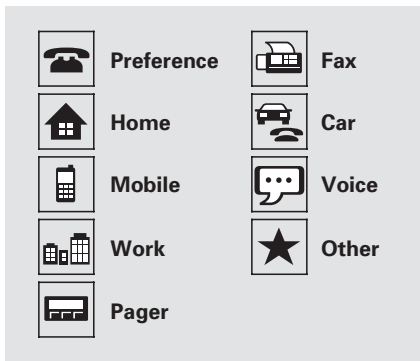 Preference
Home
Mobile
Work
Pager
Fax
Car
Voice
Other